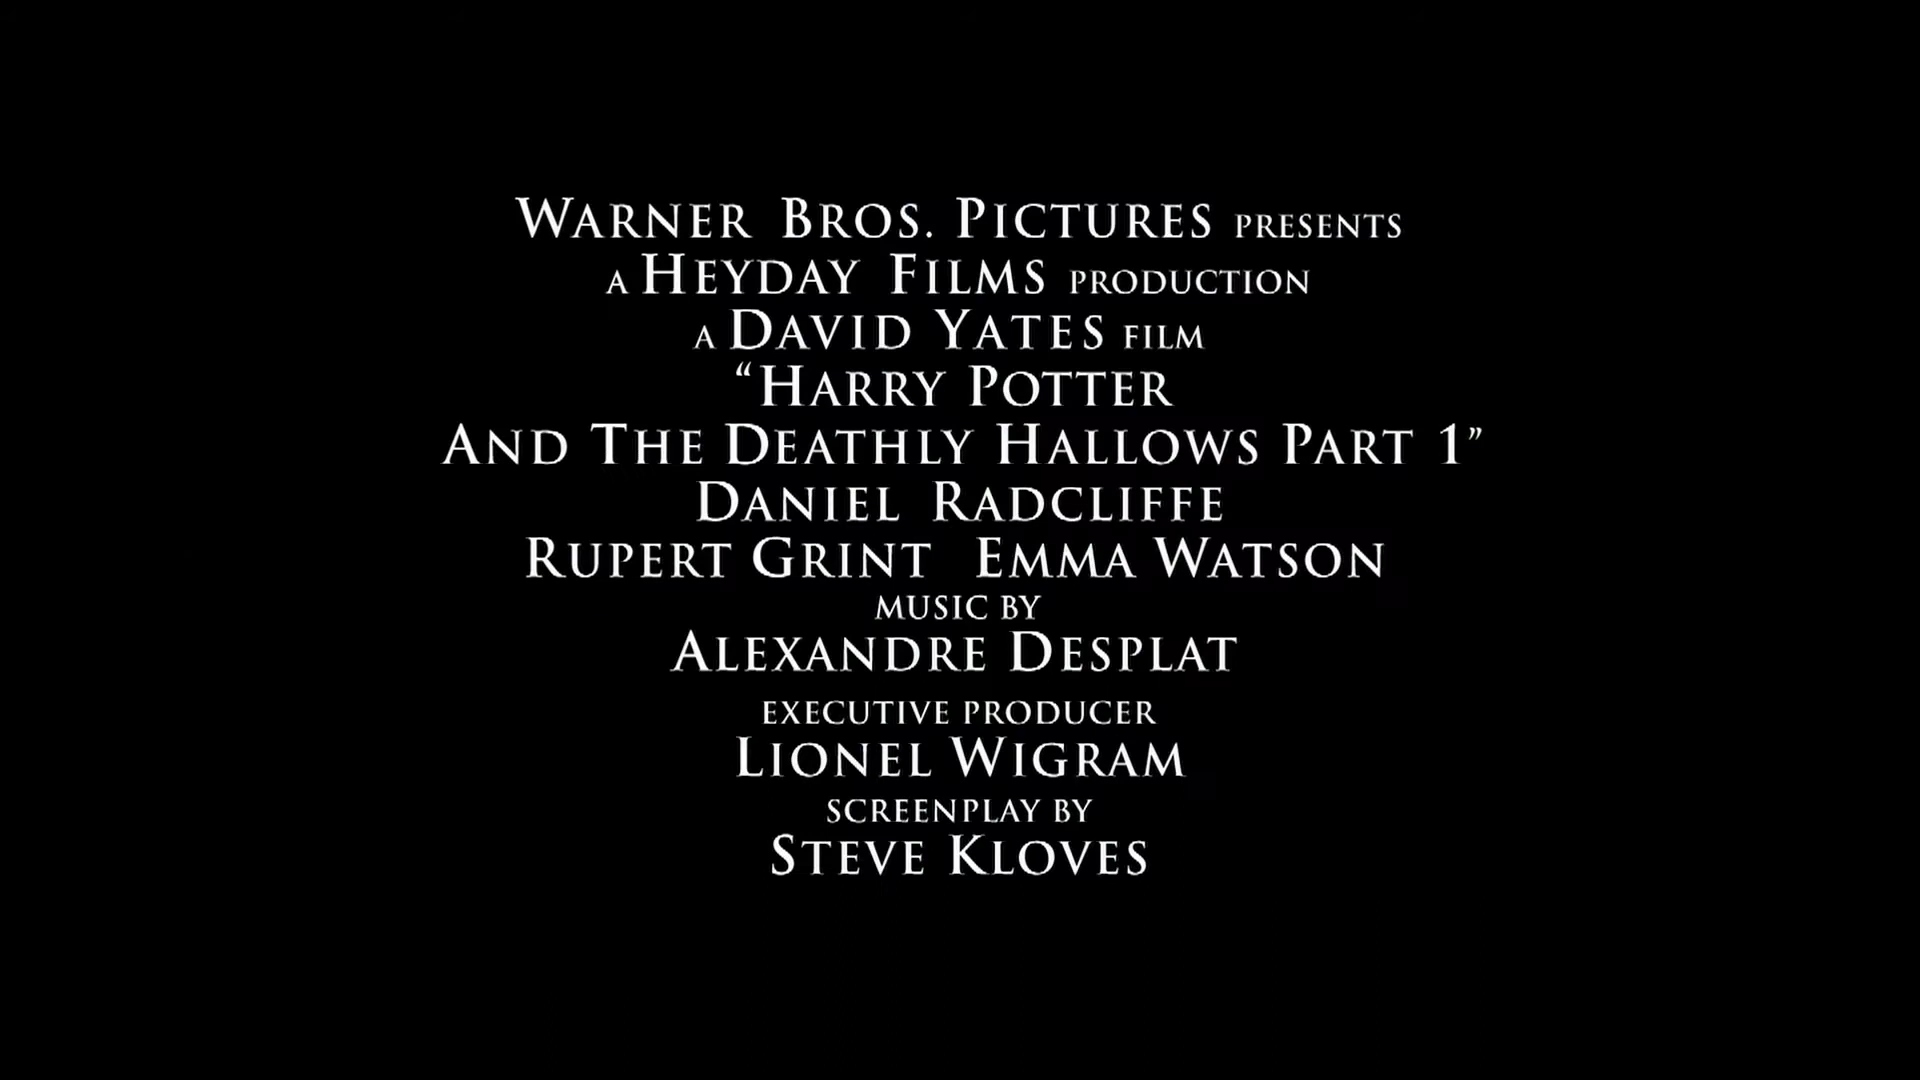 WARNER BROS. PICTURES PRESENTS
A HEYDAY FILMS PRODUCTION
A DAVID YATES FILM
“HARRY POTTER
AND THE DEATHLY HALLOWS PART 1”
DANIEL RADCLIFFE
RUPERT GRINT EMMA WATSON
MUSIC BY
ALEXANDRE DESPLAT
EXECUTIVE PRODUCER
LIONEL WIGRAM
SCREENPLAY BY
STEVE KLOVES